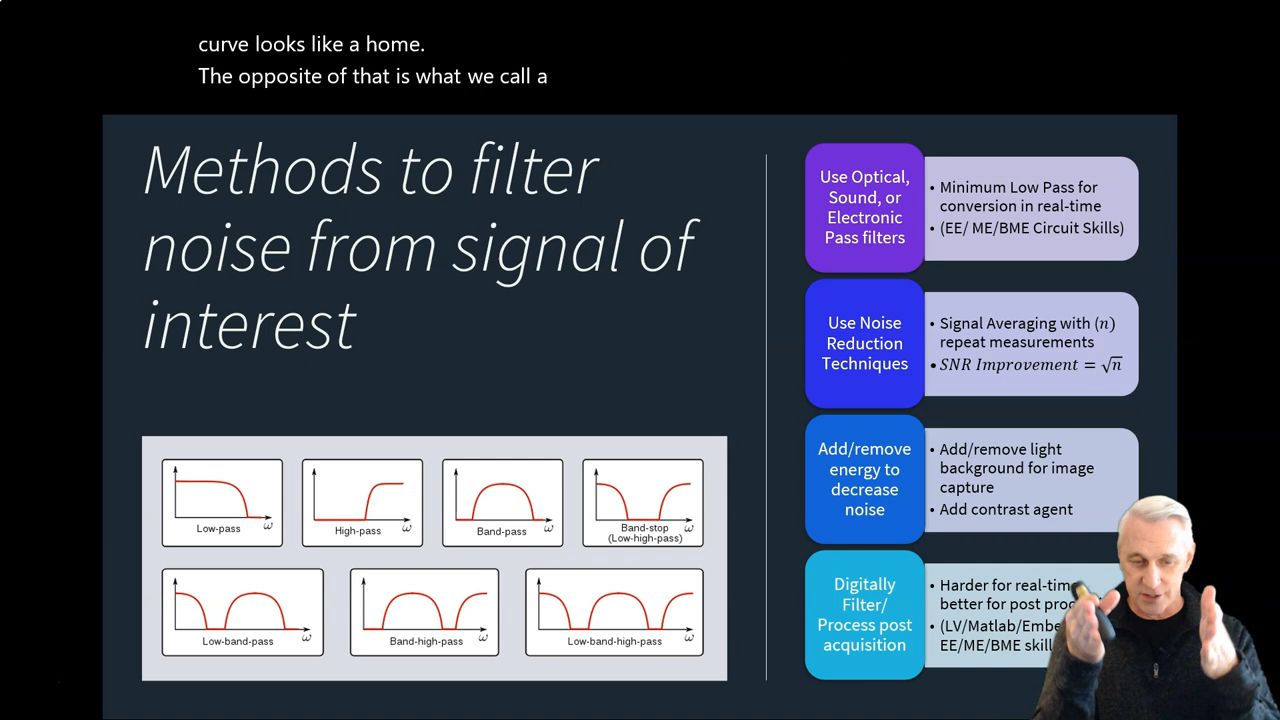 curve looks like a home.
The opposite of that is what we call a
Methods to filter
noise from signal of
interest
Low-pass
ω
High-pass
ω
Band-pass
ω
Band-stop
(Low-high-pass)
ω
Low-band-pass
ω
Band-high-pass
ω
Low-band-high-pass
ω
Use Optical,
Sound, or
Electronic
Pass filters
• Minimum Low Pass for
conversion in real-time
• (EE/ ME/BME Circuit Skills)
Use Noise
Reduction
Techniques
• Signal Averaging with (n)
repeat measurements
• SNR Improvement = √n
Add/remove
energy to
decrease
noise
• Add/remove light
background for image
capture
• Add contrast agent
Digitally
Filter/
Process post
acquisition
• Harder for real-time
better for post
• (LV/Matlab/
EE/ME/BME